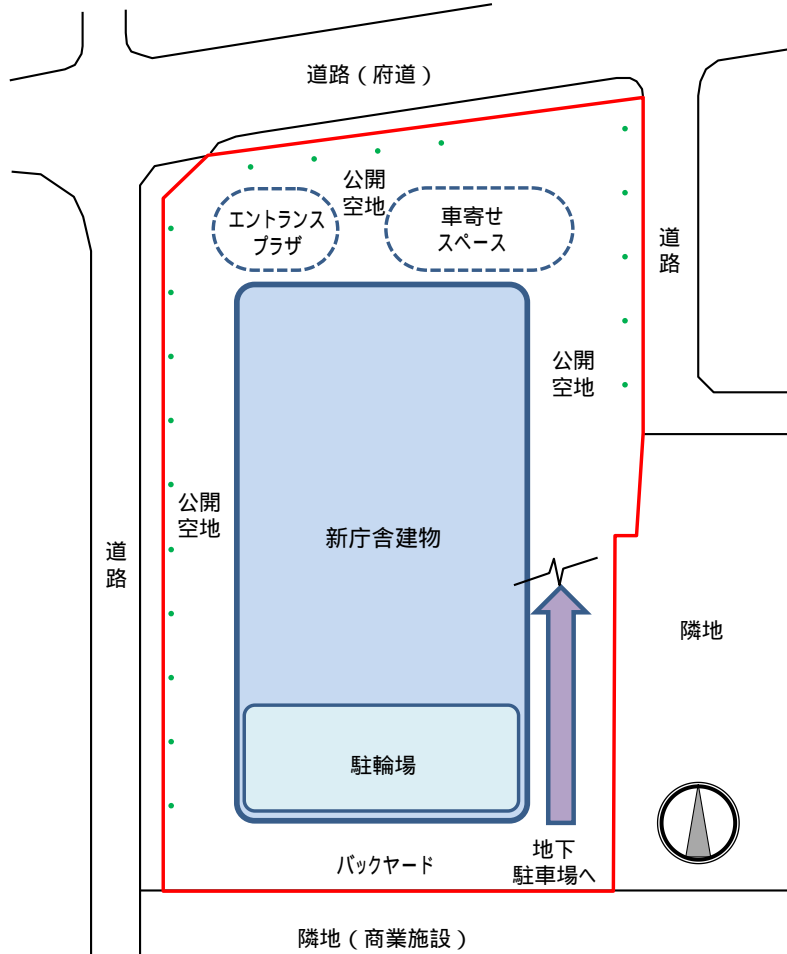 道路（府道）
公開
空地
エントランス
プラザ
車寄せ
スペース
道
路
公開
空地
公開
空地
新庁舎建物
道
路
隣地
駐輪場
バックヤード
地下
駐車場へ
隣地（商業施設）